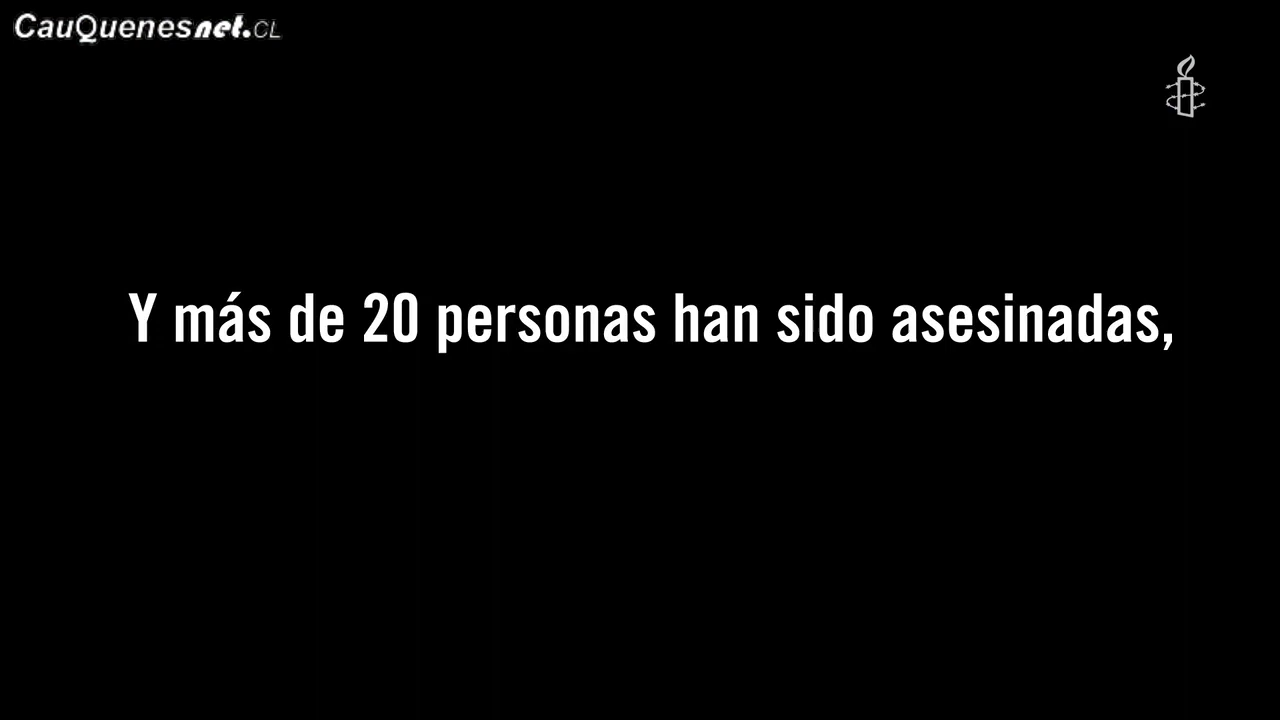 CauQuenesnet.CL
Y más de 20 personas han sido asesinadas,